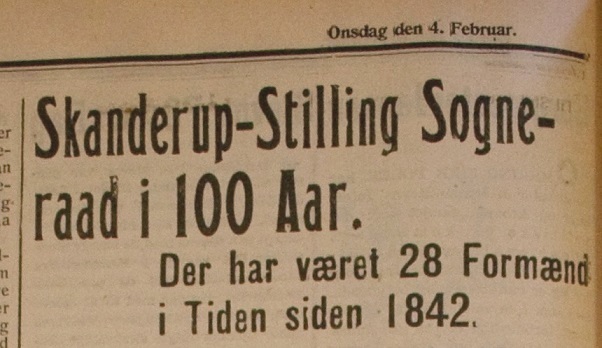 Onsdag den 4. Februar.
Skanderup-Stilling Sogne-
raad i 100 Aar.
Der har været 28 Formænd
i Tiden siden 1842.